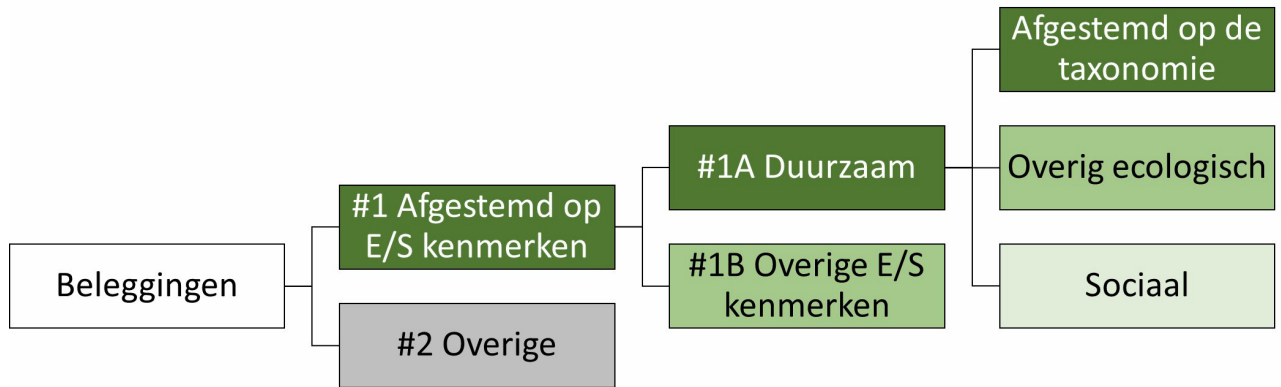 Beleggingen
#1 Afgestemd op
E/S kenmerken
#2 Overige
#1A Duurzaam
#1B Overige E/S
kenmerken
Afgestemd op de
taxonomie
Overig ecologisch
Sociaal